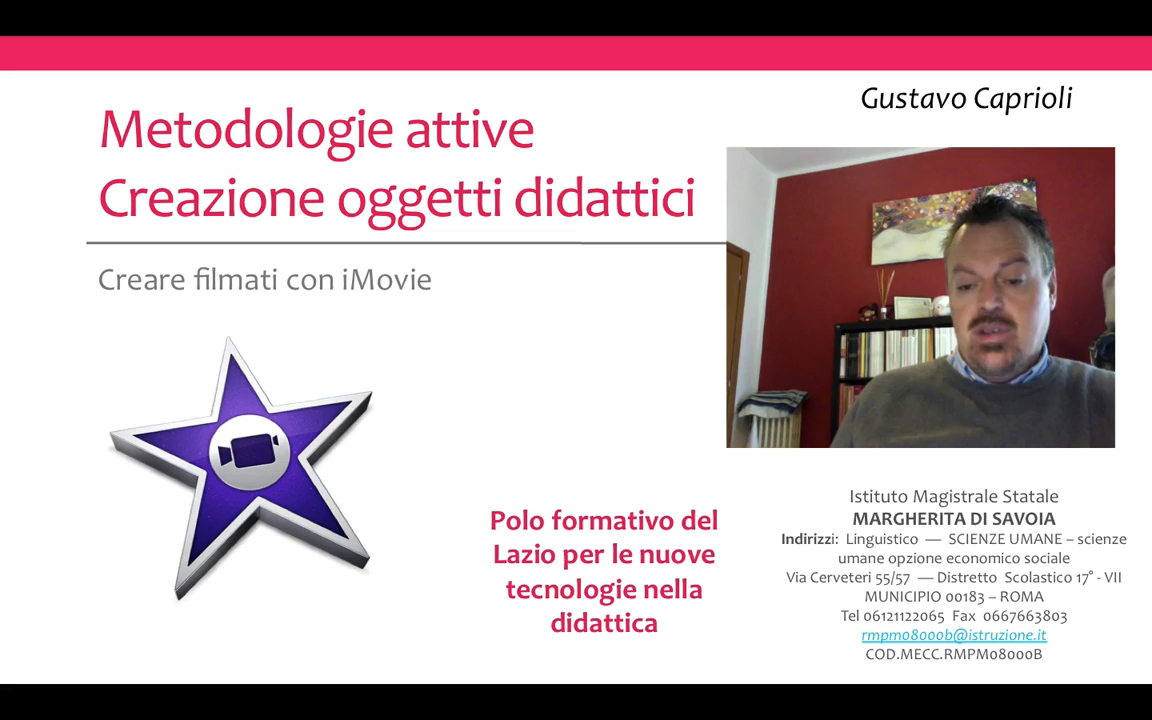 Gustavo Caprioli
Metodologie attive
Creazione oggetti didattici
Creare filmati con iMovie
Polo formativo del
Lazio per le nuove
tecnologie nella
didattica
Istituto Magistrale Statale
MARGHERITA DI SAVOIA
Indirizzi: Linguistico — SCIENZE UMANE – scienze
umane opzione economico sociale
Via Cerveteri 55/57 — Distretto Scolastico 17° - VII
MUNICIPIO 00183 – ROMA
Tel 06121122065 Fax 0667663803
rmpm08000b@istruzione.it
COD.MECC.RMPM08000B